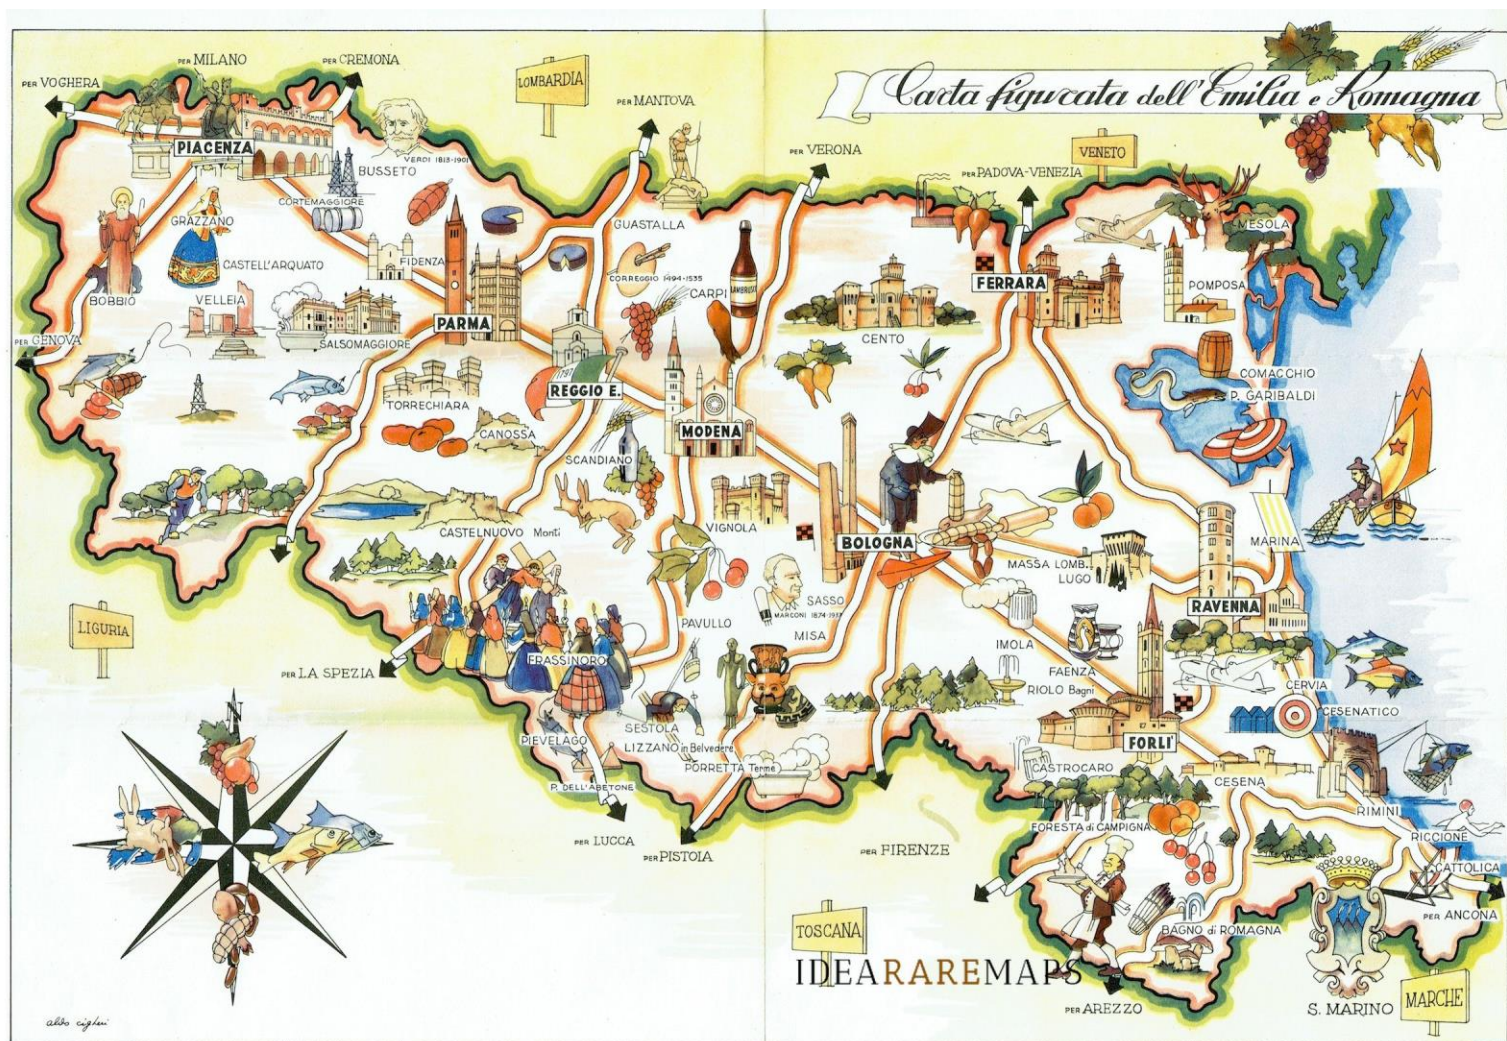 Carta figurata dell'Emilia e Romagna
per MILANO
per CREMONA
per VOGHERA
LOMBARDIA
per MANTOVA
per VERONA
per PADOVA-VENEZIA
VENETO
PIACENZA
VERDI 1813-1901
BUSSETO
CORTEMAGGIORE
GRAZZANO
GUASTALLA
MESOLA
CASTELL'ARQUATO
FIDENZA
CORREGGIO 1494-1535
FERRARA
POMPOSA
BOBBIO
VELLEIA
CARPI
LAMBRUSCO
PARMA
per GENOVA
SALSOMAGGIORE
CENTO
COMACCHIO
1797
REGGIO E.
P. GARIBALDI
TORRECHIARA
CANOSSA
MODENA
SCANDIANO
VIGNOLA
CASTELNUOVO Monti
BOLOGNA
MARINA
MASSA LOMB.
LUGO
SASSO
MARCONI 1874-1937
RAVENNA
LIGURIA
PAVULLO
MISA
IMOLA
FRASSINORO
per LA SPEZIA
FAENZA
RIOLO Bagni
CERVIA
CESENATICO
N
SESTOLA
PIEVELAGO
LIZZANO in Belvedere
FORLI'
PORRETTA Terme
CASTROCARO
CESENA
P. DELL'ABETONE
RIMINI
FORESTA di CAMPIGNA
RICCIONE
per LUCCA
per PISTOIA
per FIRENZE
CATTOLICA
per ANCONA
TOSCANA
BAGNO di ROMAGNA
IDEARAREMAPS
per AREZZO
S. MARINO
MARCHE
aldo cigheri